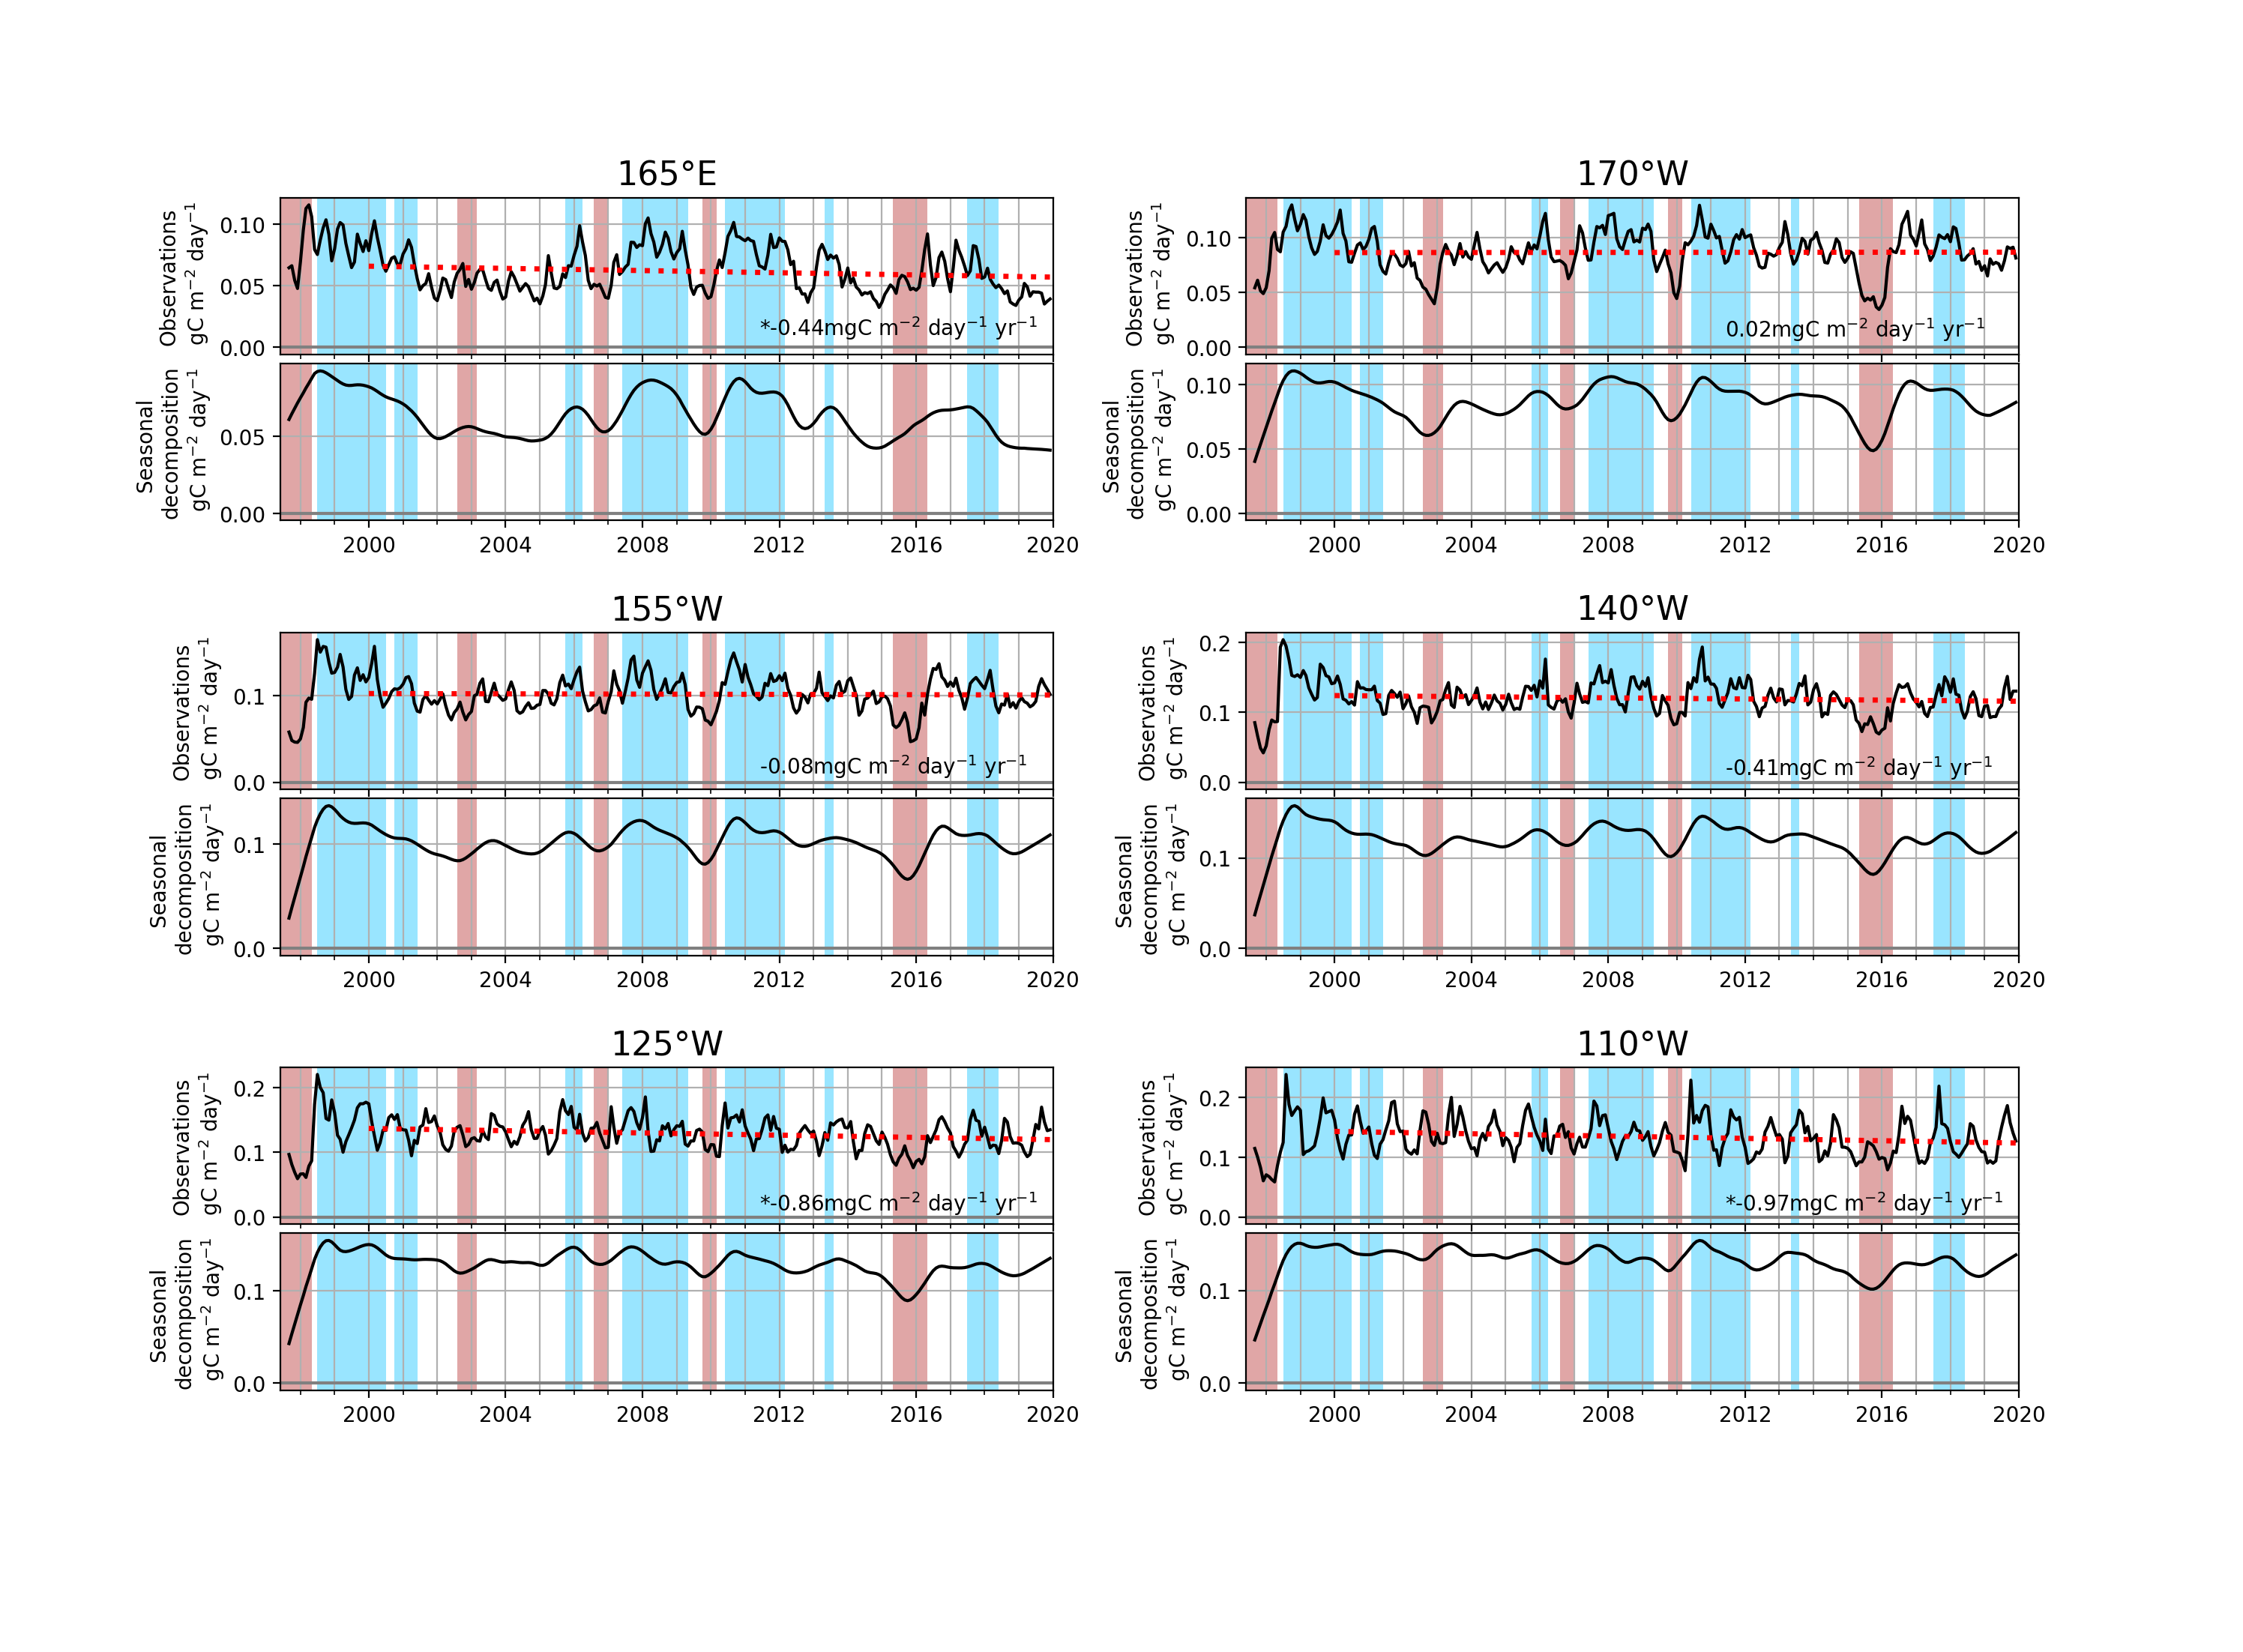 165°E
Observations
gC m⁻² day⁻¹
0.10
0.05
0.00
*-0.44mgC m⁻² day⁻¹ yr⁻¹
Seasonal
decomposition
gC m⁻² day⁻¹
0.05
0.00
2000 2004 2008 2012 2016 2020
170°W
Observations
gC m⁻² day⁻¹
0.10
0.05
0.00
0.02mgC m⁻² day⁻¹ yr⁻¹
Seasonal
decomposition
gC m⁻² day⁻¹
0.10
0.05
0.00
2000 2004 2008 2012 2016 2020
155°W
Observations
gC m⁻² day⁻¹
0.1
0.0
-0.08mgC m⁻² day⁻¹ yr⁻¹
Seasonal
decomposition
gC m⁻² day⁻¹
0.1
0.0
2000 2004 2008 2012 2016 2020
140°W
Observations
gC m⁻² day⁻¹
0.2
0.1
0.0
-0.41mgC m⁻² day⁻¹ yr⁻¹
Seasonal
decomposition
gC m⁻² day⁻¹
0.1
0.0
2000 2004 2008 2012 2016 2020
125°W
Observations
gC m⁻² day⁻¹
0.2
0.1
0.0
*-0.86mgC m⁻² day⁻¹ yr⁻¹
Seasonal
decomposition
gC m⁻² day⁻¹
0.1
0.0
2000 2004 2008 2012 2016 2020
110°W
Observations
gC m⁻² day⁻¹
0.2
0.1
0.0
*-0.97mgC m⁻² day⁻¹ yr⁻¹
Seasonal
decomposition
gC m⁻² day⁻¹
0.1
0.0
2000 2004 2008 2012 2016 2020